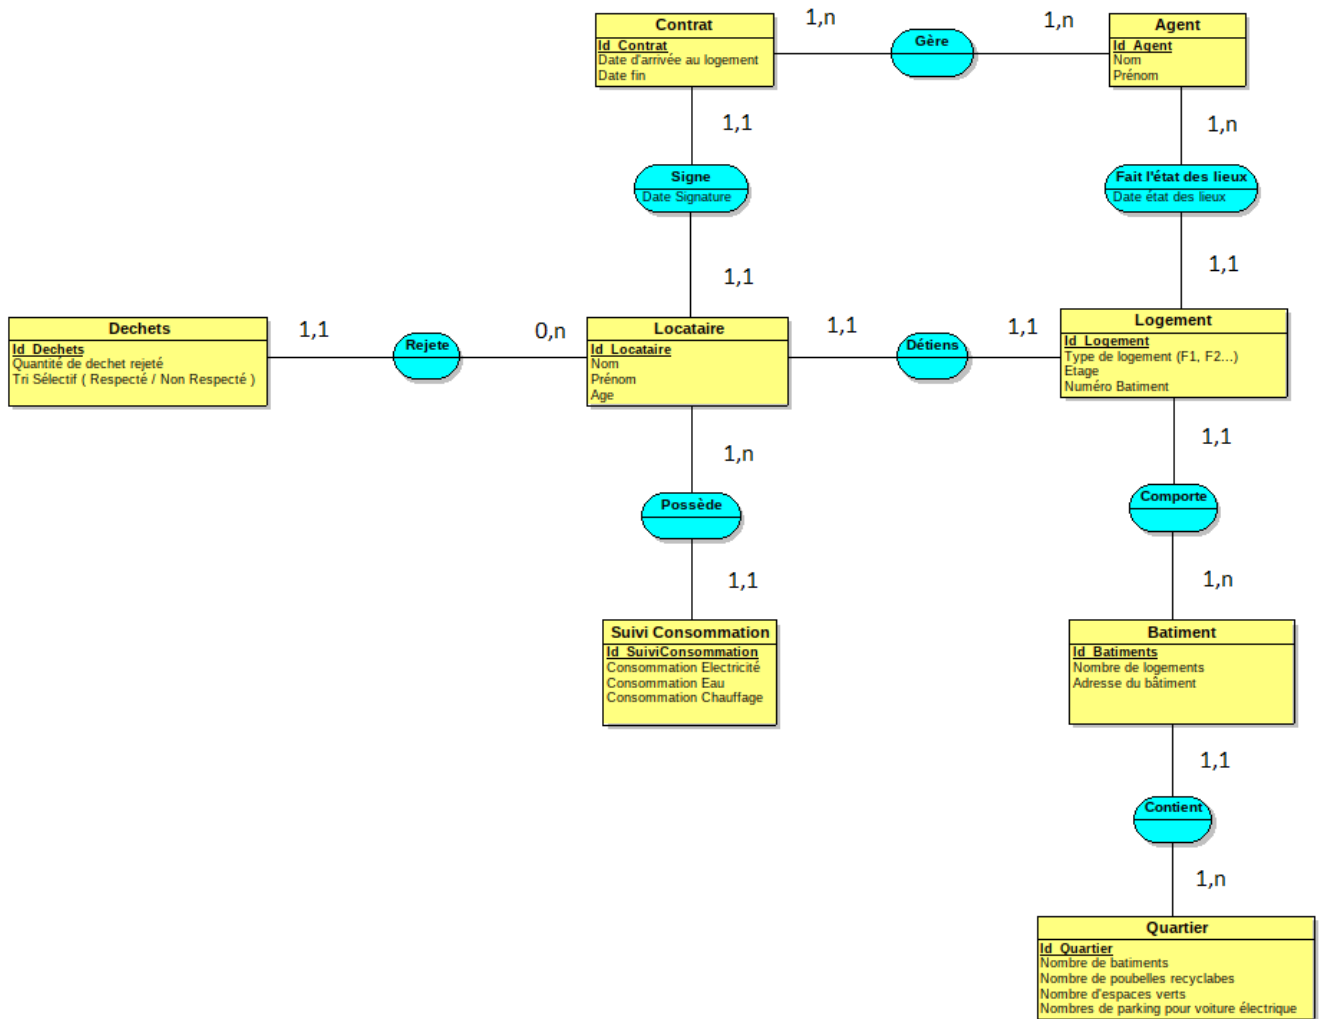 Contrat
Id_Contrat
Date d'arrivée au logement
Date fin
1,n
Gère
1,n
Agent
Id_Agent
Nom
Prénom
1,1
1,n
Signe
Date Signature
Fait l'état des lieux
Date état des lieux
1,1
1,1
Dechets
Id_Dechets
Quantité de dechet rejeté
Tri Sélectif ( Respecté / Non Respecté )
1,1
Rejete
0,n
Locataire
Id_Locataire
Nom
Prénom
Age
1,1
Détiens
1,1
Logement
Id_Logement
Type de logement (F1, F2...)
Etage
Numéro Batiment
1,n
1,1
Possède
Comporte
1,1
1,n
Suivi Consommation
Id_SuiviConsommation
Consommation Electricité
Consommation Eau
Consommation Chauffage
Batiment
Id_Batiments
Nombre de logements
Adresse du bâtiment
1,1
Contient
1,n
Quartier
Id_Quartier
Nombre de batiments
Nombre de poubelles recyclabes
Nombre d'espaces verts
Nombres de parking pour voiture électrique